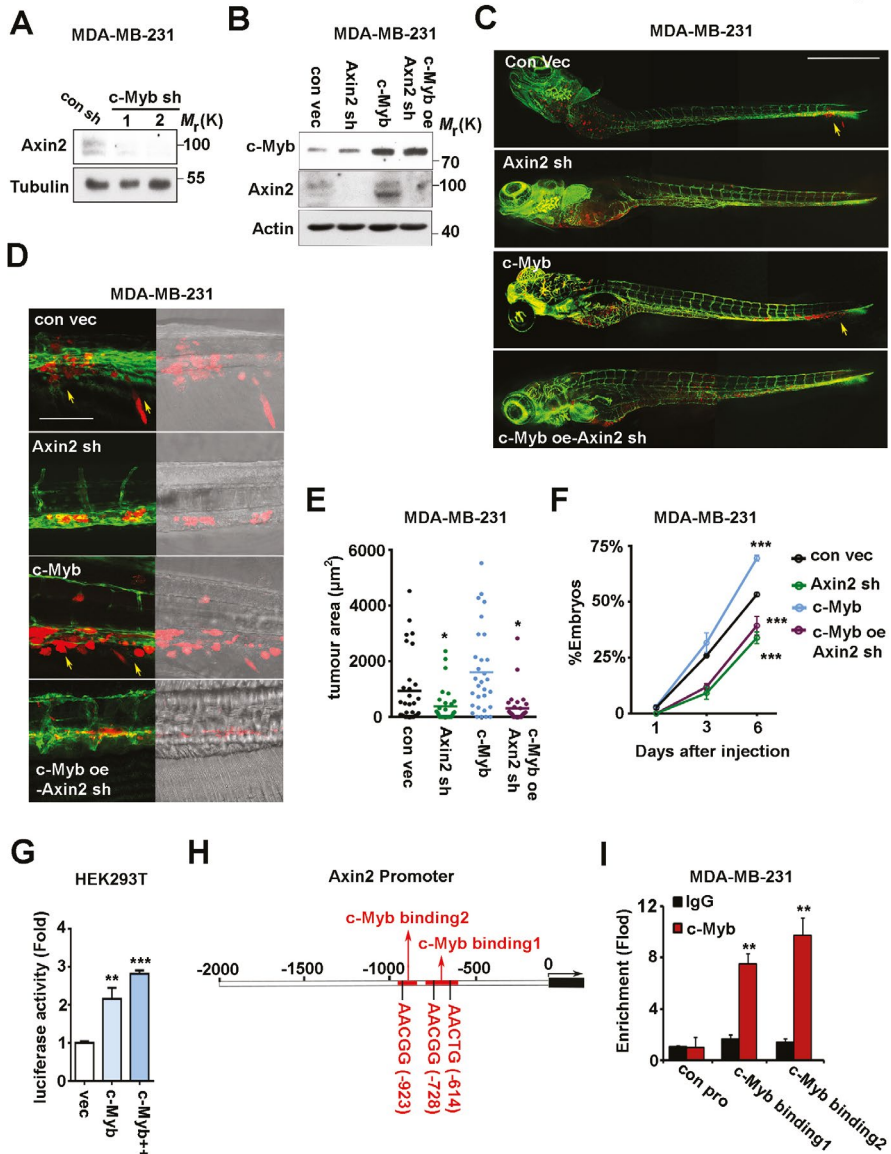 A
MDA-MB-231
con sh
c-Myb sh
1 2 Mr(K)
Axin2
100
Tubulin
55
B
MDA-MB-231
con vec
Axin2 sh
c-Myb
Axn2 sh
c-Myb oe
Mr(K)
c-Myb
70
Axin2
100
Actin
40
C
MDA-MB-231
Con Vec
Axin2 sh
c-Myb
c-Myb oe-Axin2 sh
D
MDA-MB-231
con vec
Axin2 sh
c-Myb
c-Myb oe
-Axin2 sh
E
MDA-MB-231
tumour area (µm²)
6000
4000
2000
0
*
*
con vec
Axin2 sh
c-Myb
Axn2 sh
c-Myb oe
F
MDA-MB-231
%Embryos
75%
50%
25%
0
***
***
***
1 3 6
Days after injection
con vec
Axin2 sh
c-Myb
c-Myb oe
Axin2 sh
G
HEK293T
luciferase activity (Fold)
4
3
2
1
0
**
***
vec
c-Myb
c-Myb++
H
Axin2 Promoter
c-Myb binding2
c-Myb binding1
-2000 -1000 -500 0
AACGG (-923)
AACGG (-728)
AACTG (-614)
I
MDA-MB-231
Enrichment (Flod)
12
8
4
0
IgG
c-Myb
**
**
con pro
c-Myb binding1
c-Myb binding2